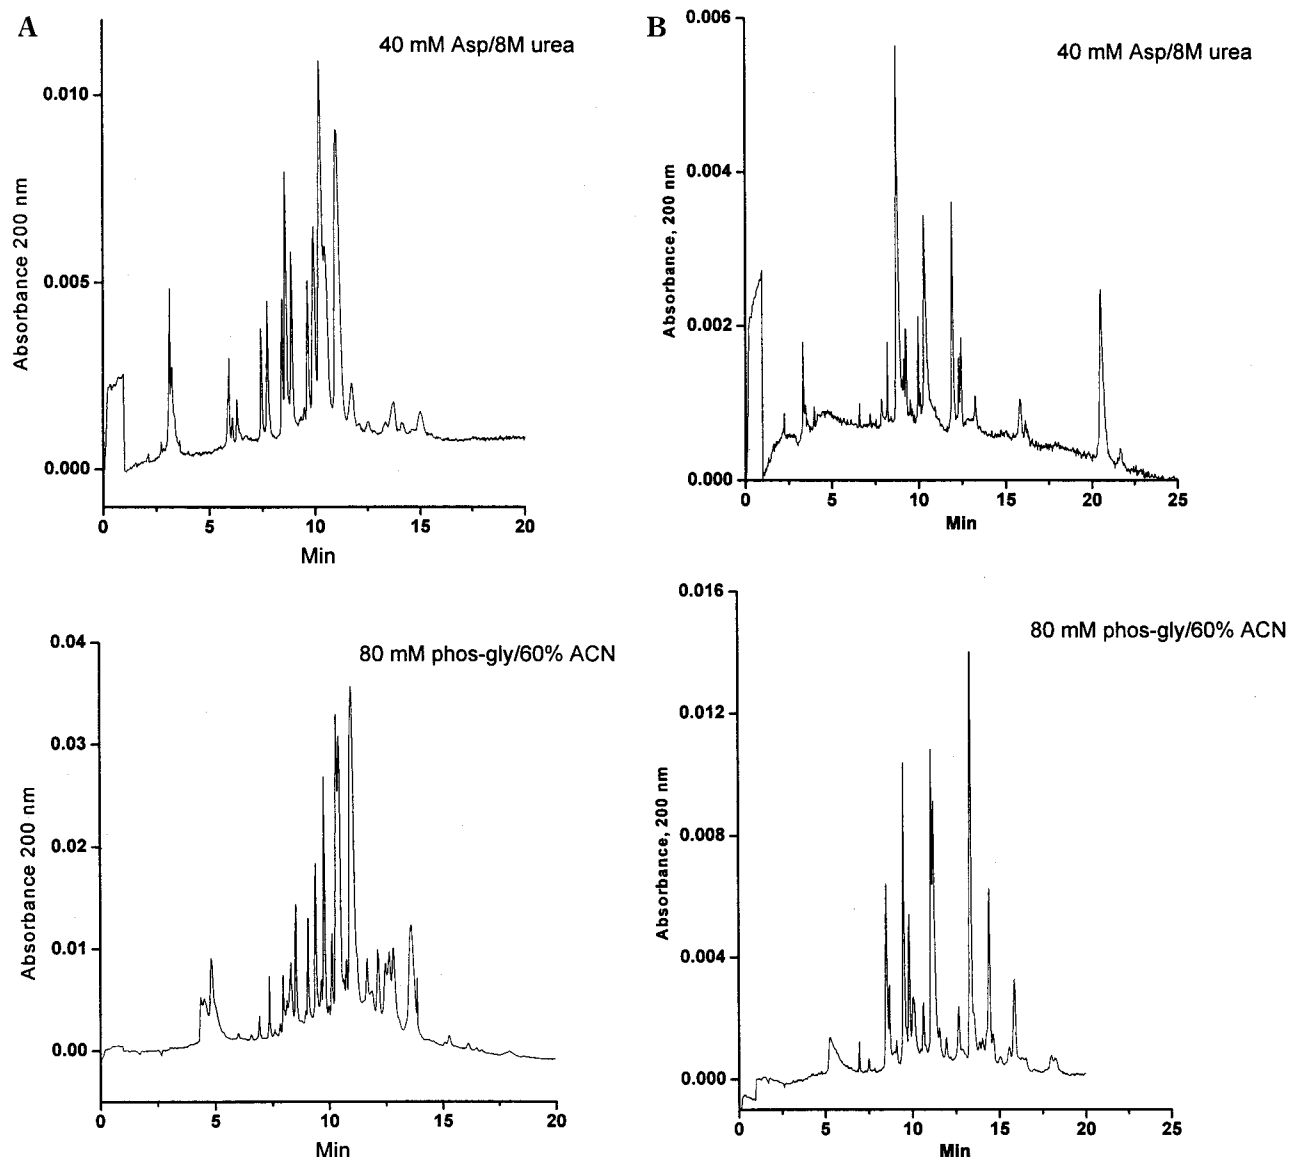 A
40 mM Asp/8M urea
Absorbance 200 nm
0.010
0.005
0.000
0 5 10 15 20
Min
B
40 mM Asp/8M urea
Absorbance, 200 nm
0.006
0.004
0.002
0.000
0 5 10 15 20 25
Min
80 mM phos-gly/60% ACN
Absorbance 200 nm
0.04
0.03
0.02
0.01
0.00
0 5 10 15 20
Min
80 mM phos-gly/60% ACN
Absorbance, 200 nm
0.016
0.012
0.008
0.004
0.000
0 5 10 15 20 25
Min